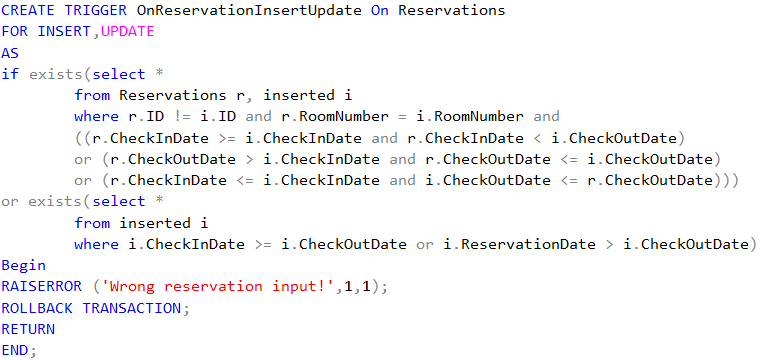 CREATE TRIGGER OnReservationInsertUpdate On Reservations
FOR INSERT,UPDATE
AS
if exists(select *
        from Reservations r, inserted i
        where r.ID != i.ID and r.RoomNumber = i.RoomNumber and
        ((r.CheckInDate >= i.CheckInDate and r.CheckInDate < i.CheckOutDate)
        or (r.CheckOutDate > i.CheckInDate and r.CheckOutDate <= i.CheckOutDate)
        or (r.CheckInDate <= i.CheckInDate and i.CheckOutDate <= r.CheckOutDate)))
or exists(select *
        from inserted i
        where i.CheckInDate >= i.CheckOutDate or i.ReservationDate > i.CheckOutDate)
Begin
RAISERROR ('Wrong reservation input!',1,1);
ROLLBACK TRANSACTION;
RETURN
END;